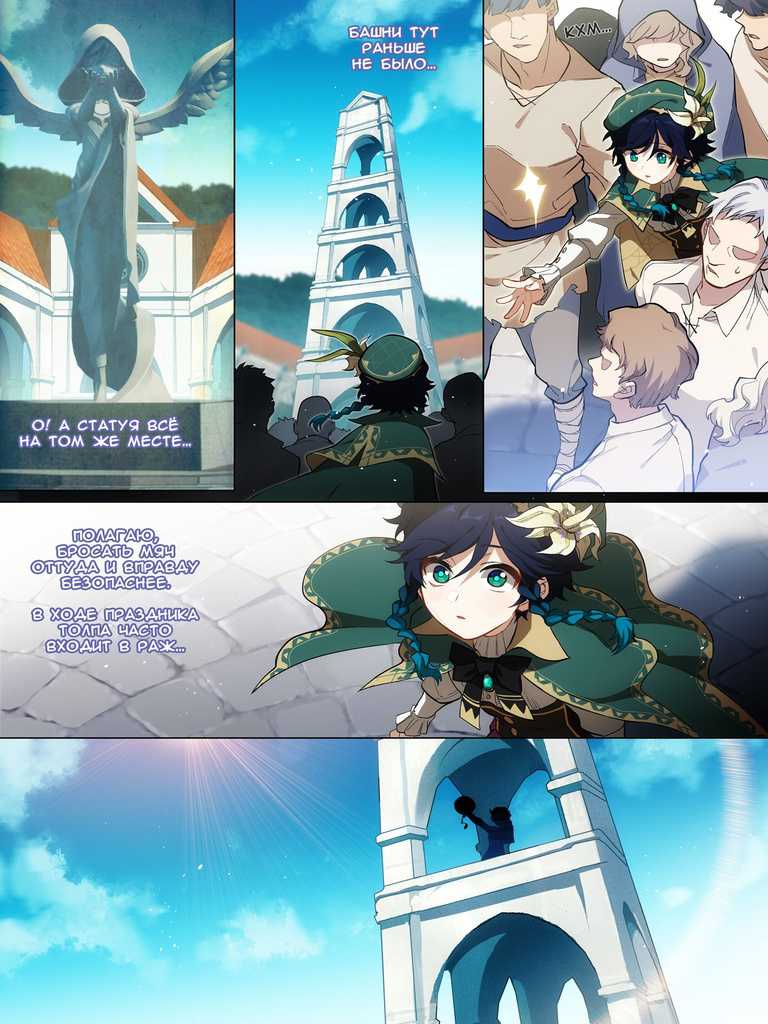 О! А СТАТУЯ ВСЁ
НА ТОМ ЖЕ МЕСТЕ...
БАШНИ ТУТ
РАНЬШЕ
НЕ БЫЛО...
КХМ...
ПОЛАГАЮ,
БРОСАТЬ МЯЧ
ОТТУДА И ВПРАВДУ
БЕЗОПАСНЕЕ.
В ХОДЕ ПРАЗДНИКА
ТОЛПА ЧАСТО
ВХОДИТ В РАЖ...